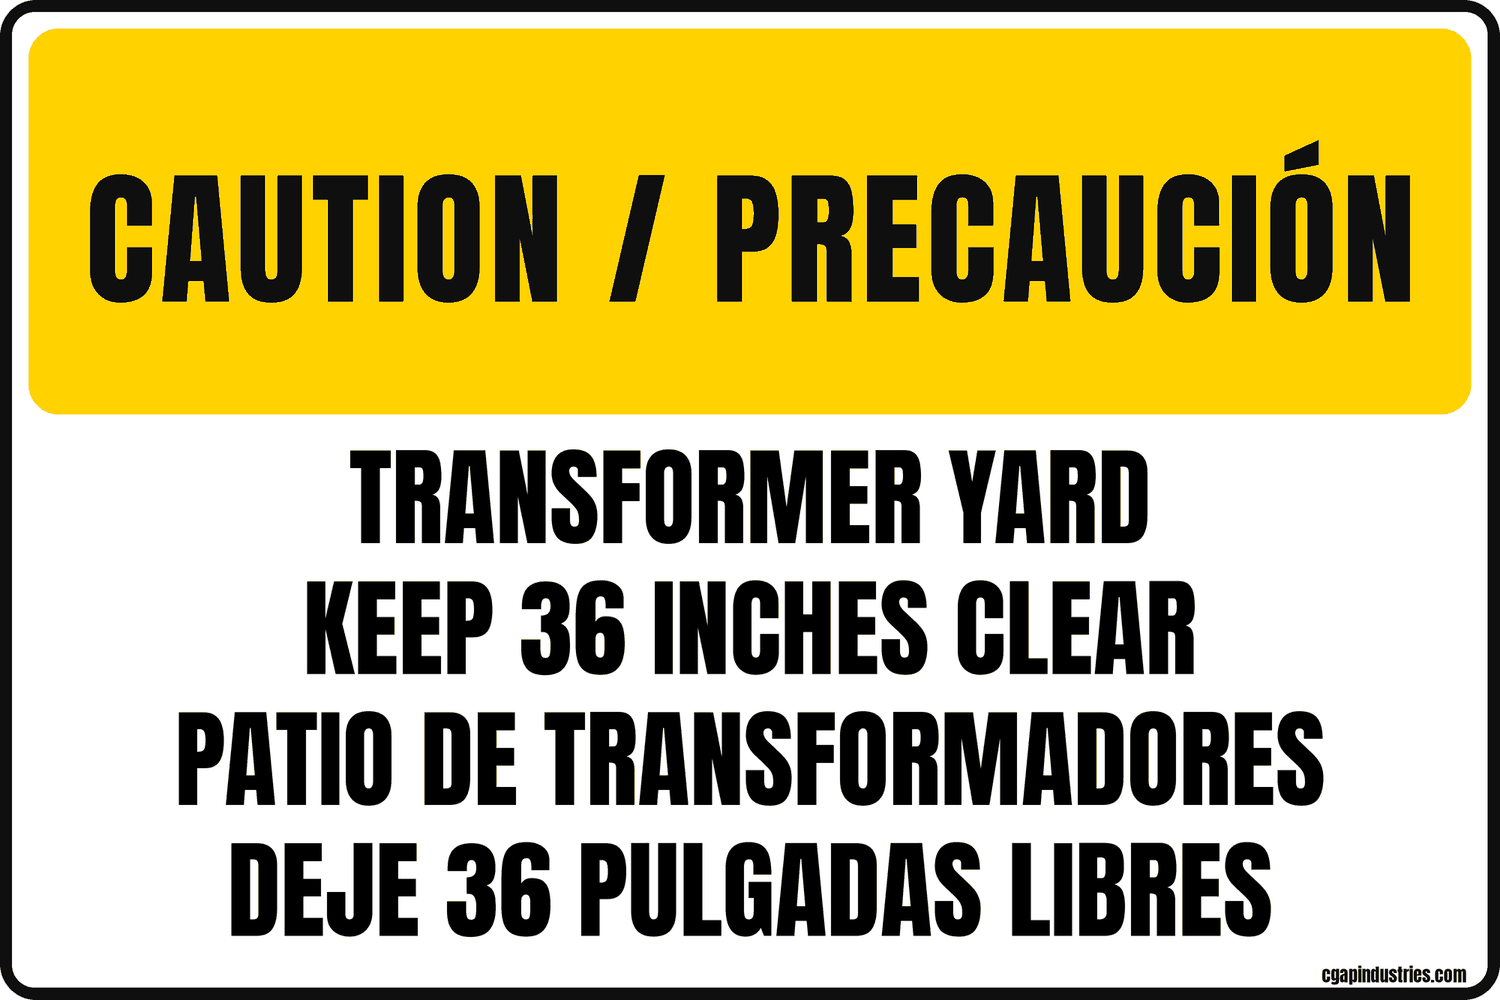 CAUTION / PRECAUCIÓN
TRANSFORMER YARD
KEEP 36 INCHES CLEAR
PATIO DE TRANSFORMADORES
DEJE 36 PULGADAS LIBRES
cgapindustries.com